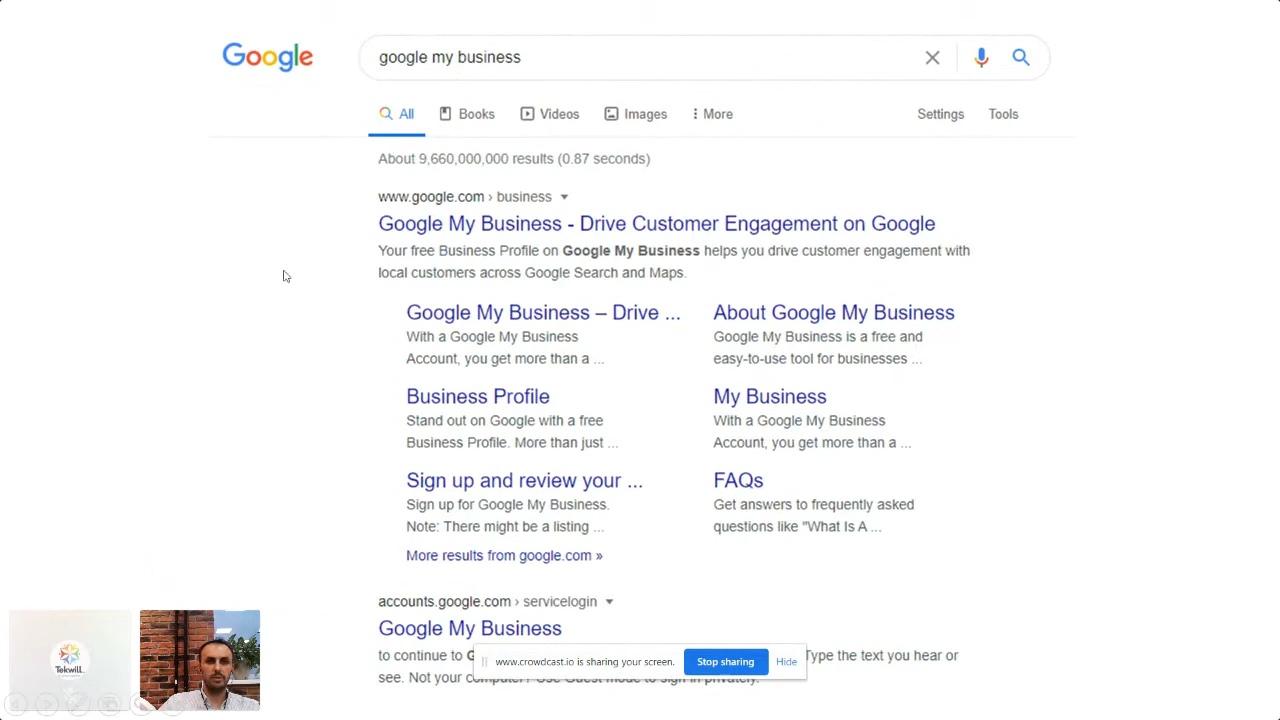 Google
google my business
All
Books
Videos
Images
More
Settings
Tools
About 9,660,000,000 results (0.87 seconds)
www.google.com › business
Google My Business - Drive Customer Engagement on Google
Your free Business Profile on Google My Business helps you drive customer engagement with
local customers across Google Search and Maps.
Google My Business – Drive ...
With a Google My Business
Account, you get more than a ...
About Google My Business
Google My Business is a free and
easy-to-use tool for businesses ...
Business Profile
Stand out on Google with a free
Business Profile. More than just ...
My Business
With a Google My Business
Account, you get more than a ...
Sign up and review your ...
Sign up for Google My Business.
Note: There might be a listing ...
FAQs
Get answers to frequently asked
questions like "What Is A ...
More results from google.com »
accounts.google.com › servicelogin
Google My Business
to continue to G
Type the text you hear or
see. Not your computer? Use Guest mode to sign in privately.
www.crowdcast.io is sharing your screen.
Stop sharing
Hide
Tekwill